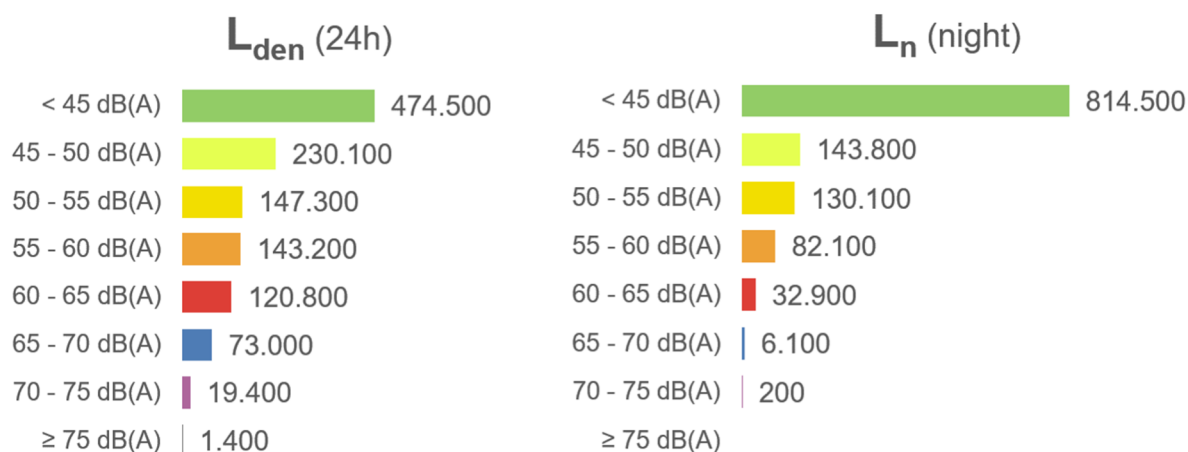 Lden (24h)
< 45 dB(A) 474.500
45 - 50 dB(A) 230.100
50 - 55 dB(A) 147.300
55 - 60 dB(A) 143.200
60 - 65 dB(A) 120.800
65 - 70 dB(A) 73.000
70 - 75 dB(A) 19.400
≥ 75 dB(A) 1.400
Ln (night)
< 45 dB(A) 814.500
45 - 50 dB(A) 143.800
50 - 55 dB(A) 130.100
55 - 60 dB(A) 82.100
60 - 65 dB(A) 32.900
65 - 70 dB(A) 6.100
70 - 75 dB(A) 200
≥ 75 dB(A)